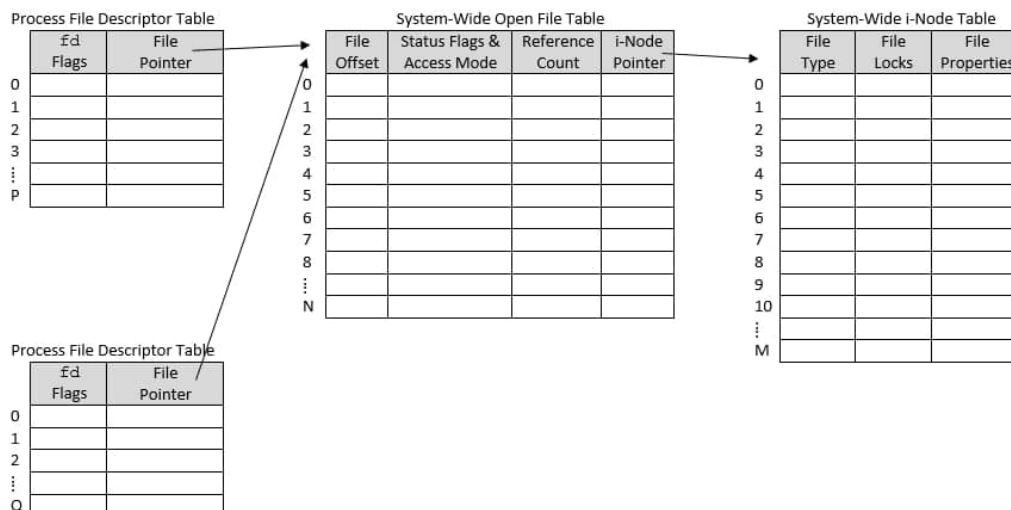 Process File Descriptor Table
fd Flags
File Pointer
0
1
2
3
⁞
P
System-Wide Open File Table
File Offset
Status Flags & Access Mode
Reference Count
i-Node Pointer
0
1
2
3
4
5
6
7
8
⁞
N
System-Wide i-Node Table
File Type
File Locks
File Properties
0
1
2
3
4
5
6
7
8
9
10
⁞
M
Process File Descriptor Table
fd Flags
File Pointer
0
1
2
⁞
Q